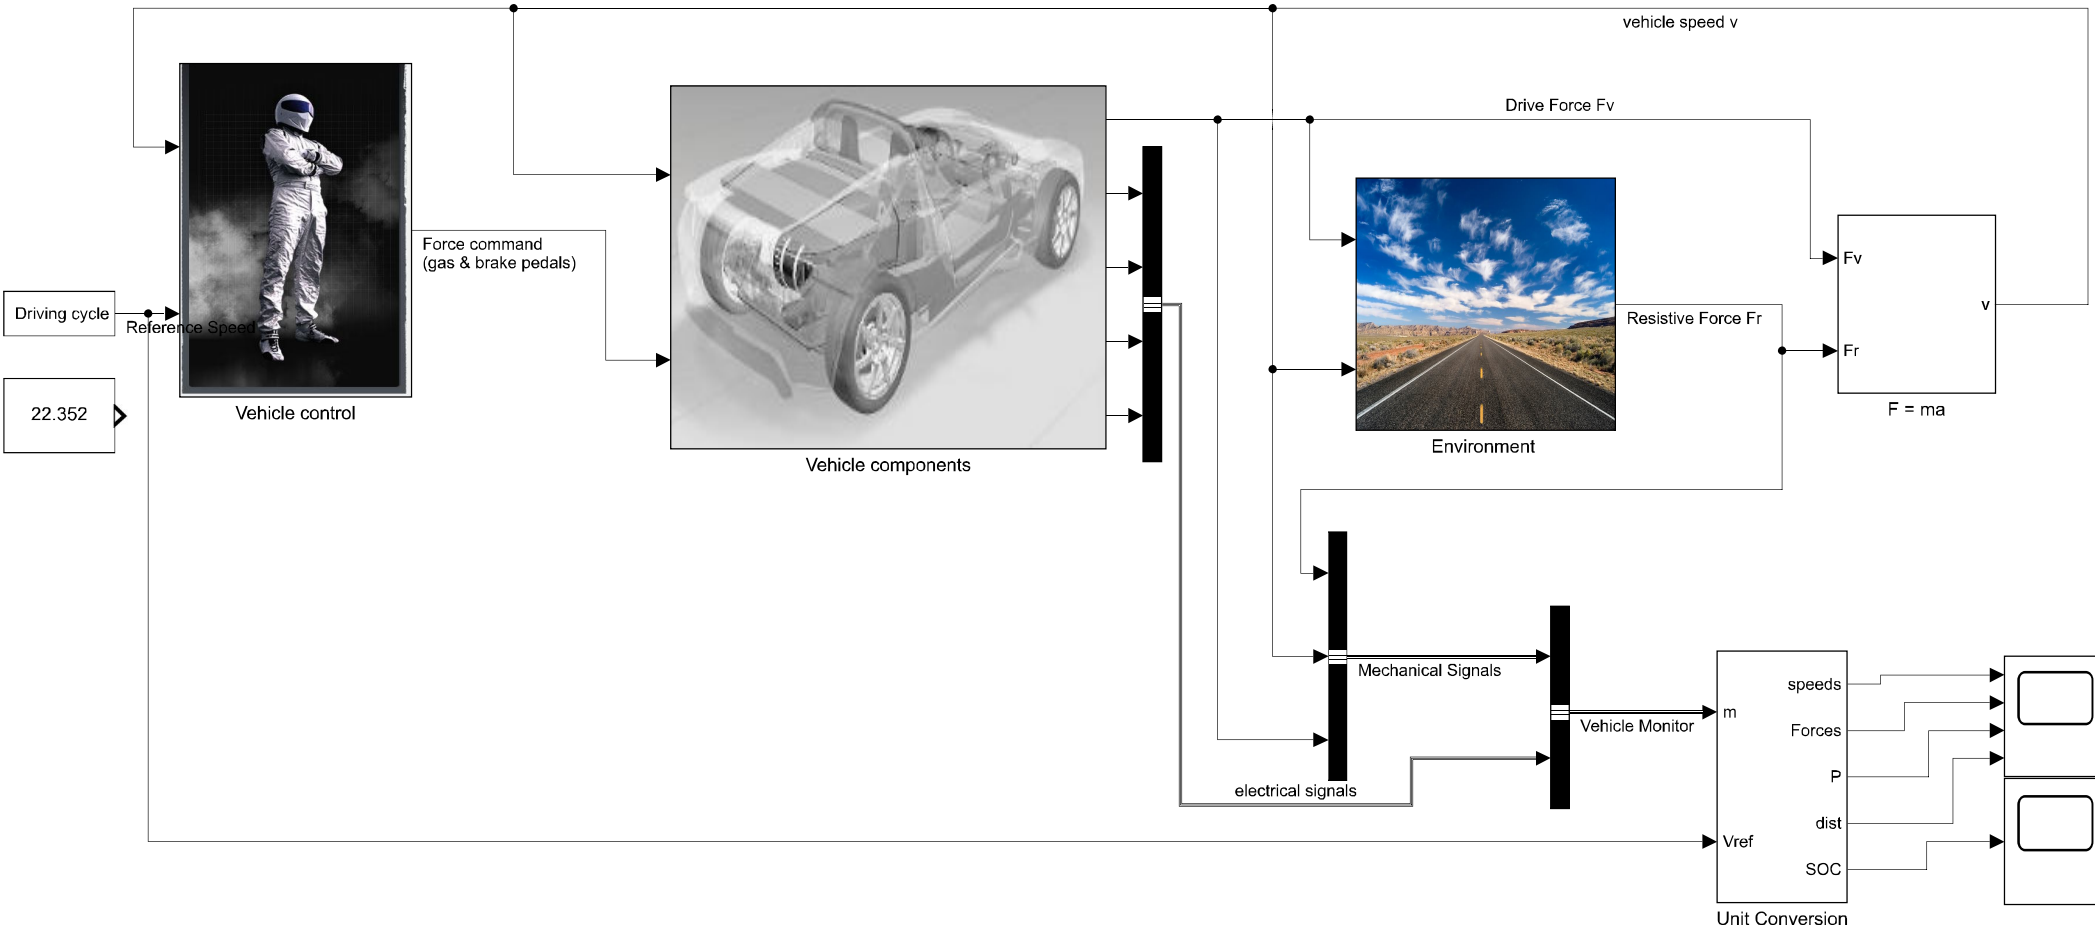 vehicle speed v
Drive Force Fv
Force command
(gas & brake pedals)
Driving cycle
Reference Speed
22.352
Vehicle control
Vehicle components
Environment
Resistive Force Fr
Fv
v
Fr
F = ma
Mechanical Signals
Vehicle Monitor
electrical signals
m
Vref
speeds
Forces
P
dist
SOC
Unit Conversion